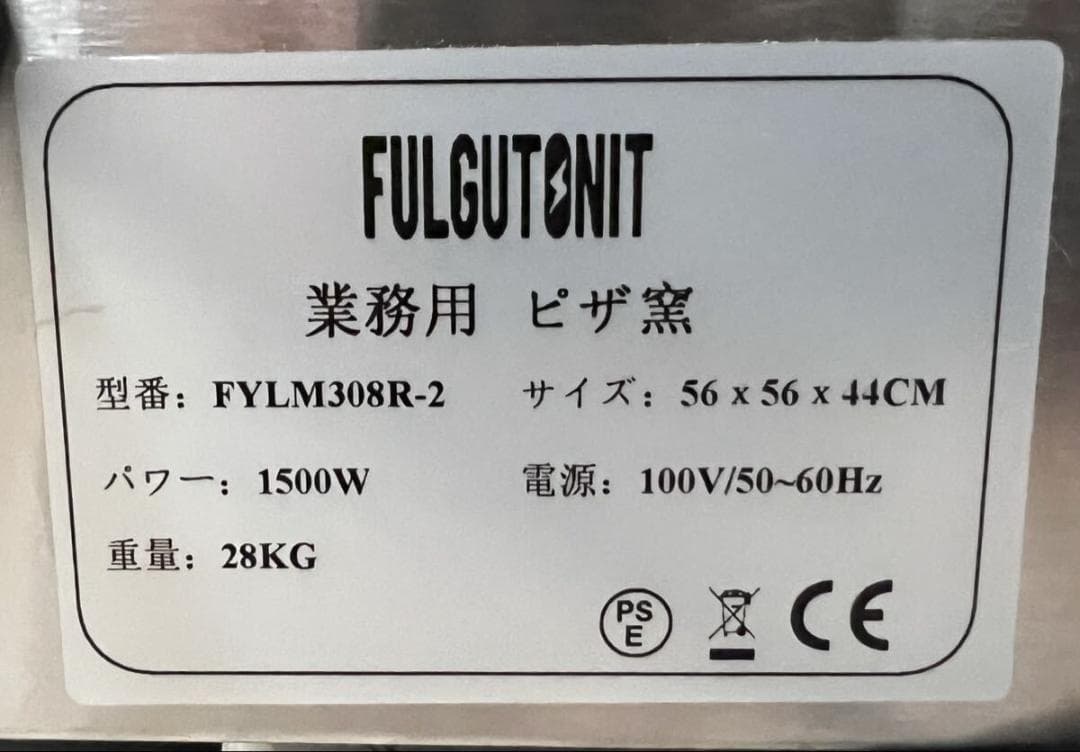 FULGUTONIT
業務用 ピザ窯
型番：FYLM308R-2 サイズ：56 x 56 x 44CM
パワー：1500W 電源：100V/50~60Hz
重量：28KG
PS
E
CE